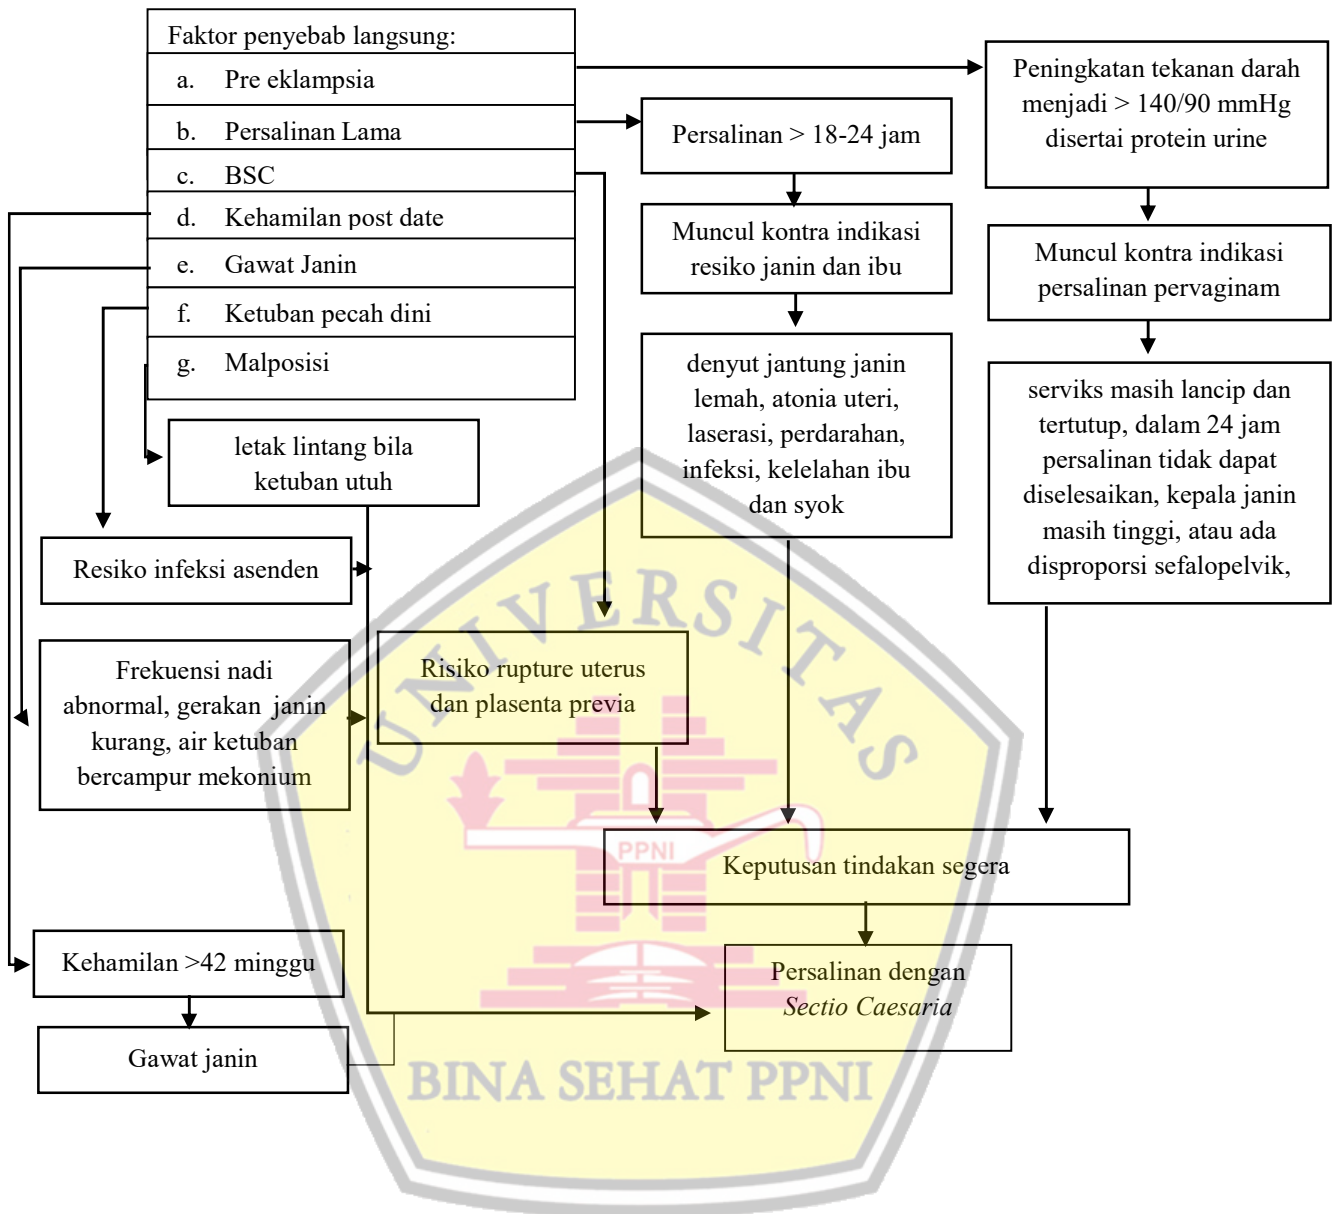 Faktor penyebab langsung:
a. Pre eklampsia
b. Persalinan Lama
c. BSC
d. Kehamilan post date
e. Gawat Janin
f. Ketuban pecah dini
g. Malposisi
Peningkatan tekanan darah
menjadi > 140/90 mmHg
disertai protein urine
Persalinan > 18-24 jam
Muncul kontra indikasi
resiko janin dan ibu
Muncul kontra indikasi
persalinan pervaginam
denyut jantung janin
lemah, atonia uteri,
laserasi, perdarahan,
infeksi, kelelahan ibu
dan syok
serviks masih lancip dan
tertutup, dalam 24 jam
persalinan tidak dapat
diselesaikan, kepala janin
masih tinggi, atau ada
disproporsi sefalopelvik,
letak lintang bila
ketuban utuh
Resiko infeksi asenden
UNIVERSITAS
Frekuensi nadi
abnormal, gerakan janin
kurang, air ketuban
bercampur mekonium
Risiko rupture uterus
dan plasenta previa
PPNI
Keputusan tindakan segera
Kehamilan >42 minggu
Persalinan dengan
Sectio Caesaria
Gawat janin
BINA SEHAT PPNI